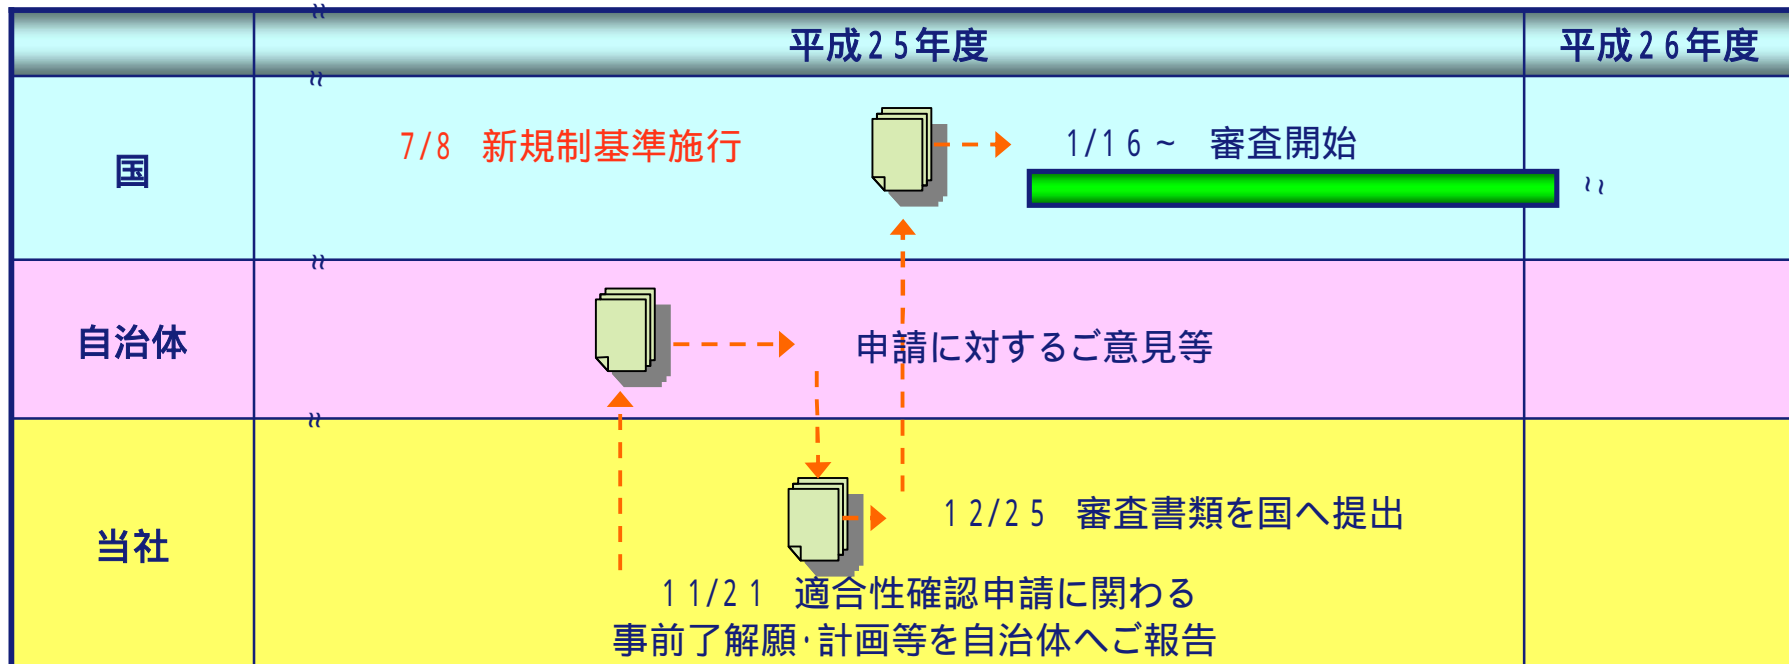 平成25年度
平成26年度
国
7/8 新規制基準施行
1/16~ 審査開始
~
自治体
申請に対するご意見等
当社
12/25 審査書類を国へ提出
11/21 適合性確認申請に関わる
事前了解願・計画等を自治体へご報告